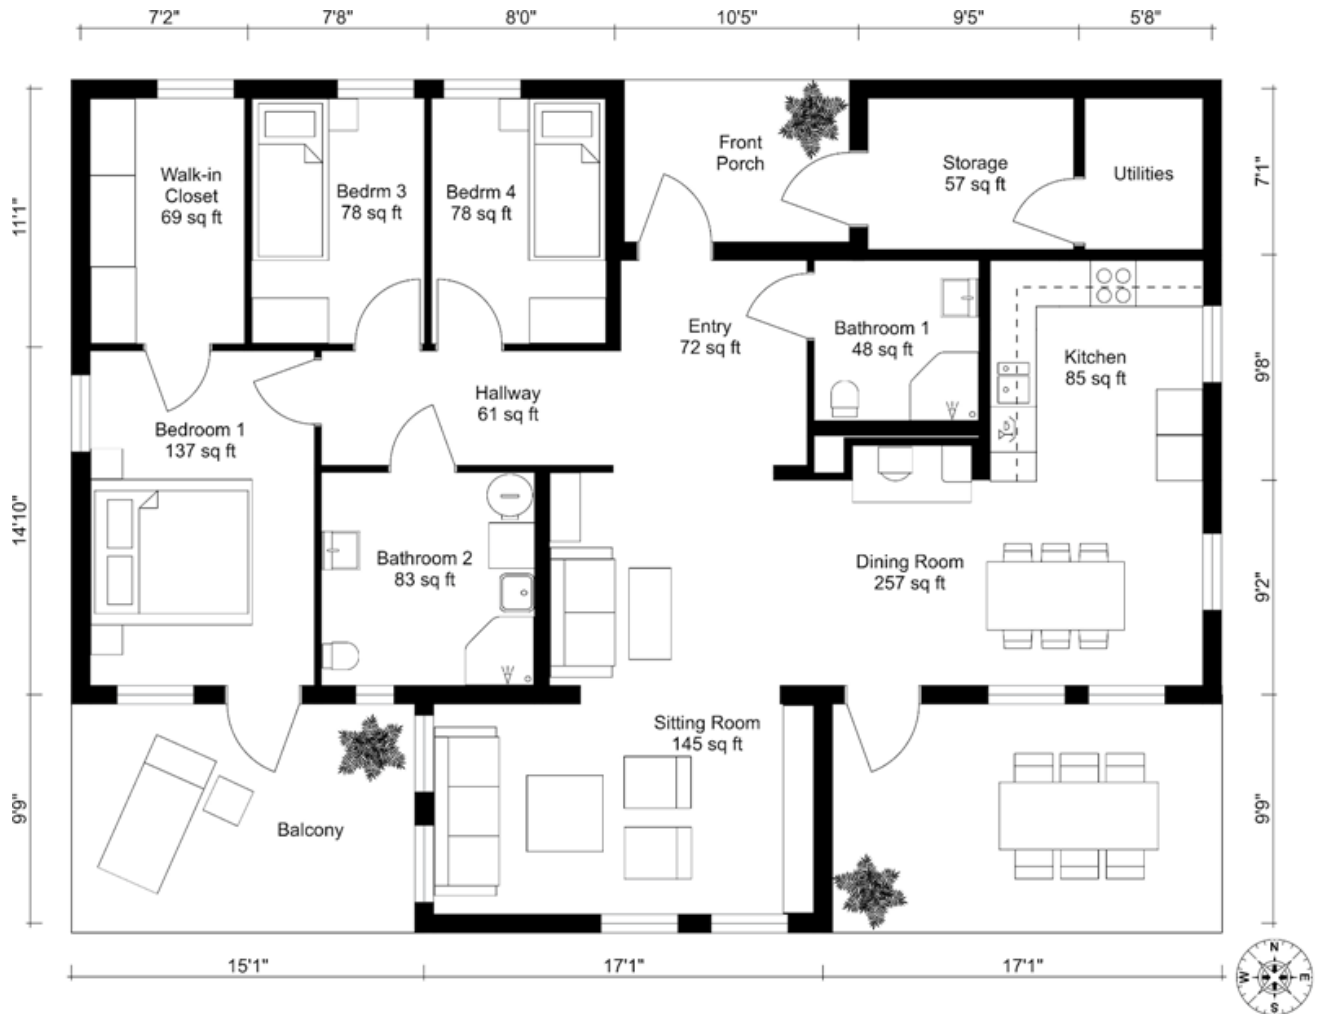 7'2"
7'8"
8'0"
10'5"
9'5"
5'8"
11'1"
14'10"
9'9"
7'1"
9'8"
9'2"
9'9"
Walk-in
Closet
69 sq ft
Bedrm 3
78 sq ft
Bedrm 4
78 sq ft
Front
Porch
Storage
57 sq ft
Utilities
Entry
72 sq ft
Bathroom 1
48 sq ft
Kitchen
85 sq ft
Hallway
61 sq ft
Bedroom 1
137 sq ft
Bathroom 2
83 sq ft
Dining Room
257 sq ft
Sitting Room
145 sq ft
Balcony
15'1"
17'1"
17'1"
N
W
E
S